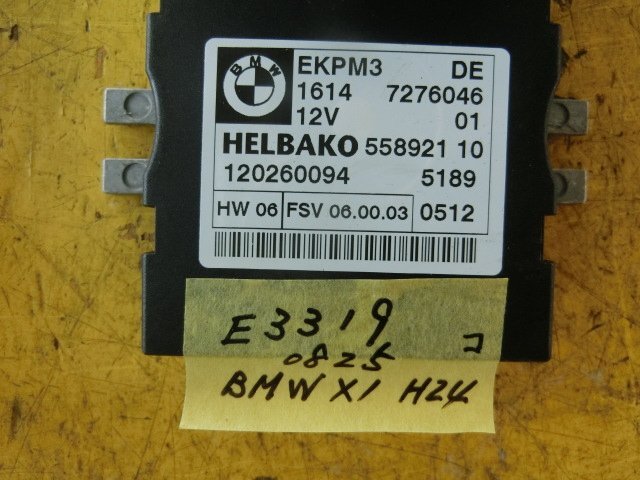 BMW
EKPM3 DE
1614 7276046
12V 01
HELBAKO 558921 10
120260094 5189
HW 06 FSV 06.00.03 0512
E3319 コ
0825
BMW X1 H24